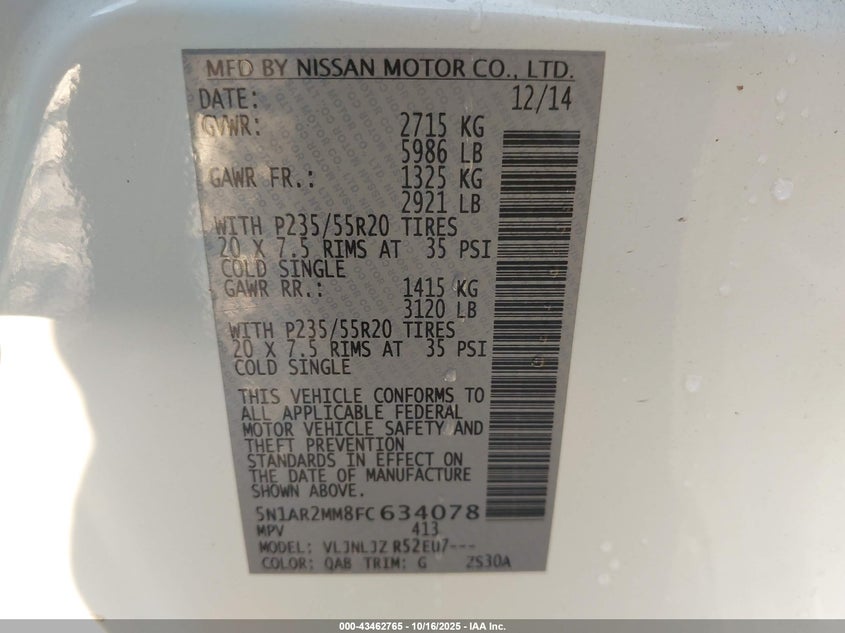 MFD BY NISSAN MOTOR CO., LTD.
DATE: 12/14
GVWR: 2715 KG
5986 LB
GAWR FR.: 1325 KG
2921 LB
WITH P235/55R20 TIRES
20 X 7.5 RIMS AT 35 PSI
COLD SINGLE
GAWR RR.: 1415 KG
3120 LB
WITH P235/55R20 TIRES
20 X 7.5 RIMS AT 35 PSI
COLD SINGLE
THIS VEHICLE CONFORMS TO
ALL APPLICABLE FEDERAL
MOTOR VEHICLE SAFETY AND
THEFT PREVENTION
STANDARDS IN EFFECT ON
THE DATE OF MANUFACTURE
SHOWN ABOVE.
5N1AR2MM8FC634078
MPV 413
MODEL: VLJNLJZ R52EU7---
COLOR: QAB TRIM: G ZS30A
000-43462765 - 10/16/2025 - IAA Inc.